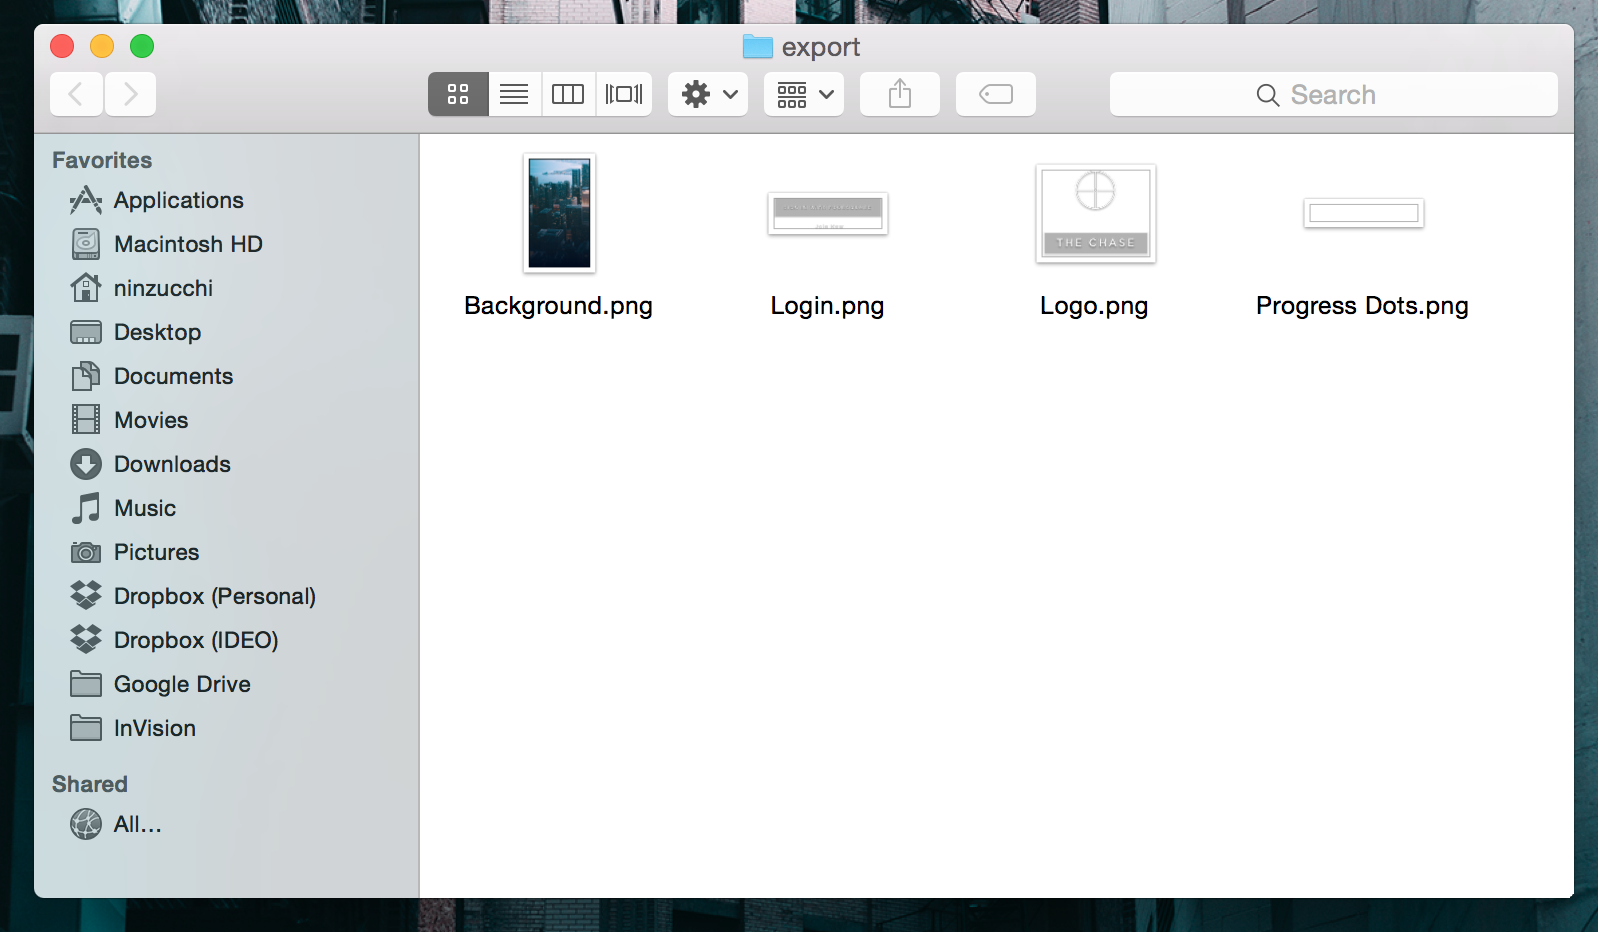 export
Search
Favorites
Applications
Macintosh HD
ninzucchi
Desktop
Documents
Movies
Downloads
Music
Pictures
Dropbox (Personal)
Dropbox (IDEO)
Google Drive
InVision
Shared
All...
THE CHASE
Background.png
Login.png
Logo.png
Progress Dots.png